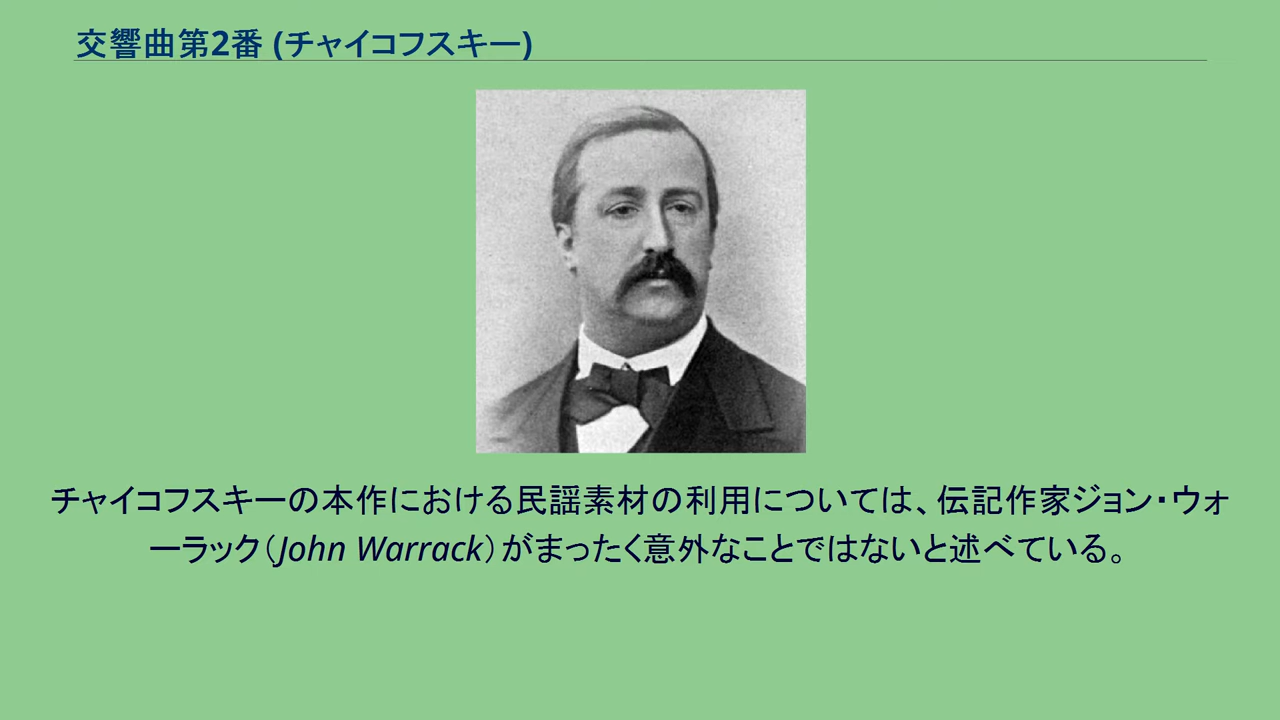 交響曲第2番 (チャイコフスキー)
チャイコフスキーの本作における民謡素材の利用については、伝記作家ジョン・ウォ
ーラック（John Warrack）がまったく意外なことではないと述べている。